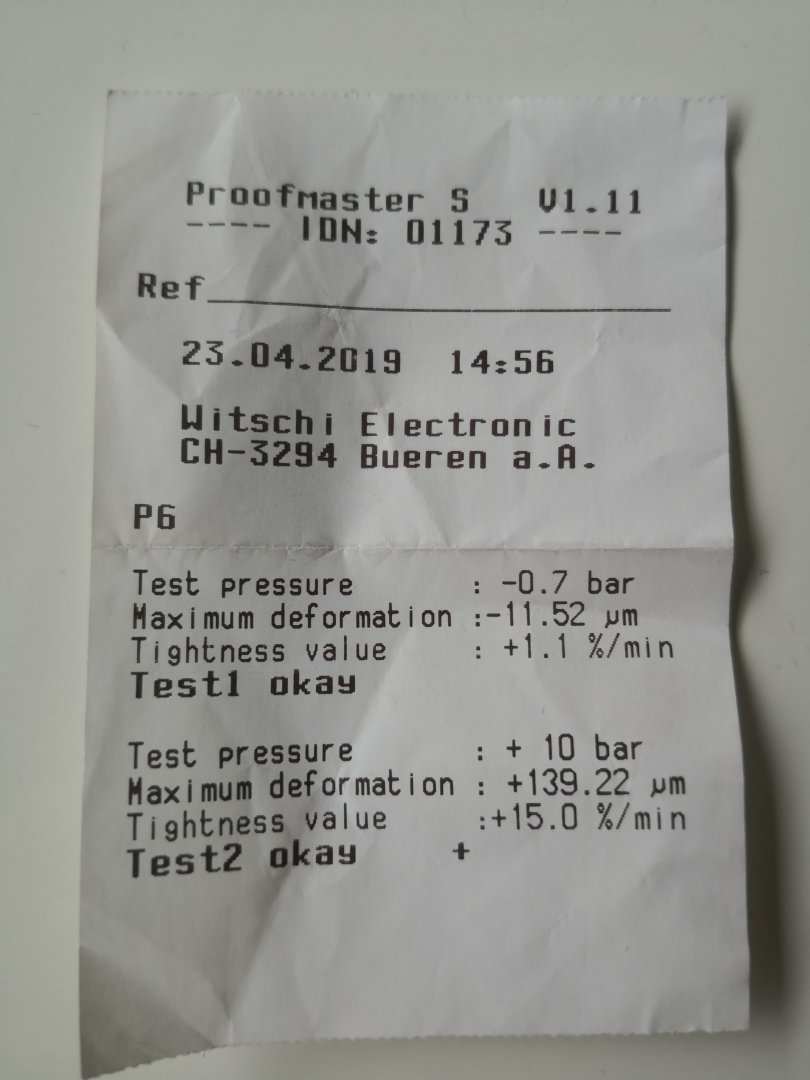 Proofmaster S V1.11
---- IDN: 01173 ----
Ref
23.04.2019 14:56
Witschi Electronic
CH-3294 Bueren a.A.
P6
Test pressure : -0.7 bar
Maximum deformation :-11.52 µm
Tightness value : +1.1 %/min
Test1 okay
Test pressure : + 10 bar
Maximum deformation : +139.22 µm
Tightness value :+15.0 %/min
Test2 okay +